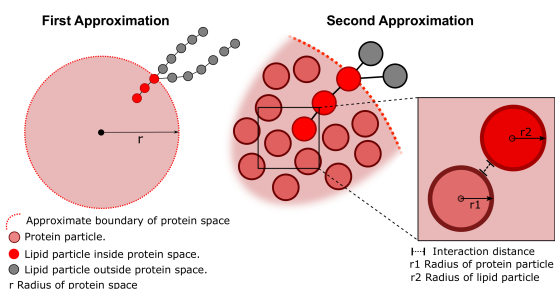 First Approximation
Second Approximation
r
r2
r1
Approximate boundary of protein space
Protein particle.
Lipid particle inside protein space.
Lipid particle outside protein space.
r Radius of protein space
Interaction distance
r1 Radius of protein particle
r2 Radius of lipid particle